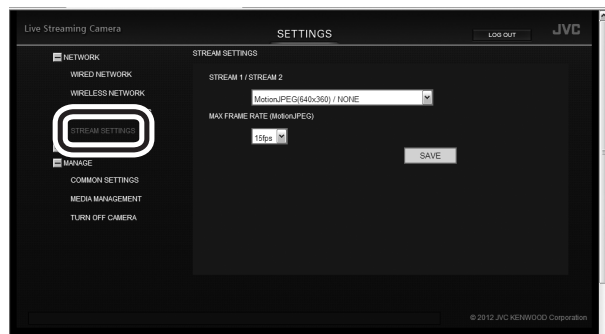 Live Streaming Camera
SETTINGS
LOG OUT
JVC
NETWORK
WIRED NETWORK
WIRELESS NETWORK
STREAM SETTINGS
MANAGE
COMMON SETTINGS
MEDIA MANAGEMENT
TURN OFF CAMERA
STREAM SETTINGS
STREAM 1 / STREAM 2
MotionJPEG(640x360) / NONE
MAX FRAME RATE (MotionJPEG)
15fps
SAVE
© 2012 JVC KENWOOD Corporation